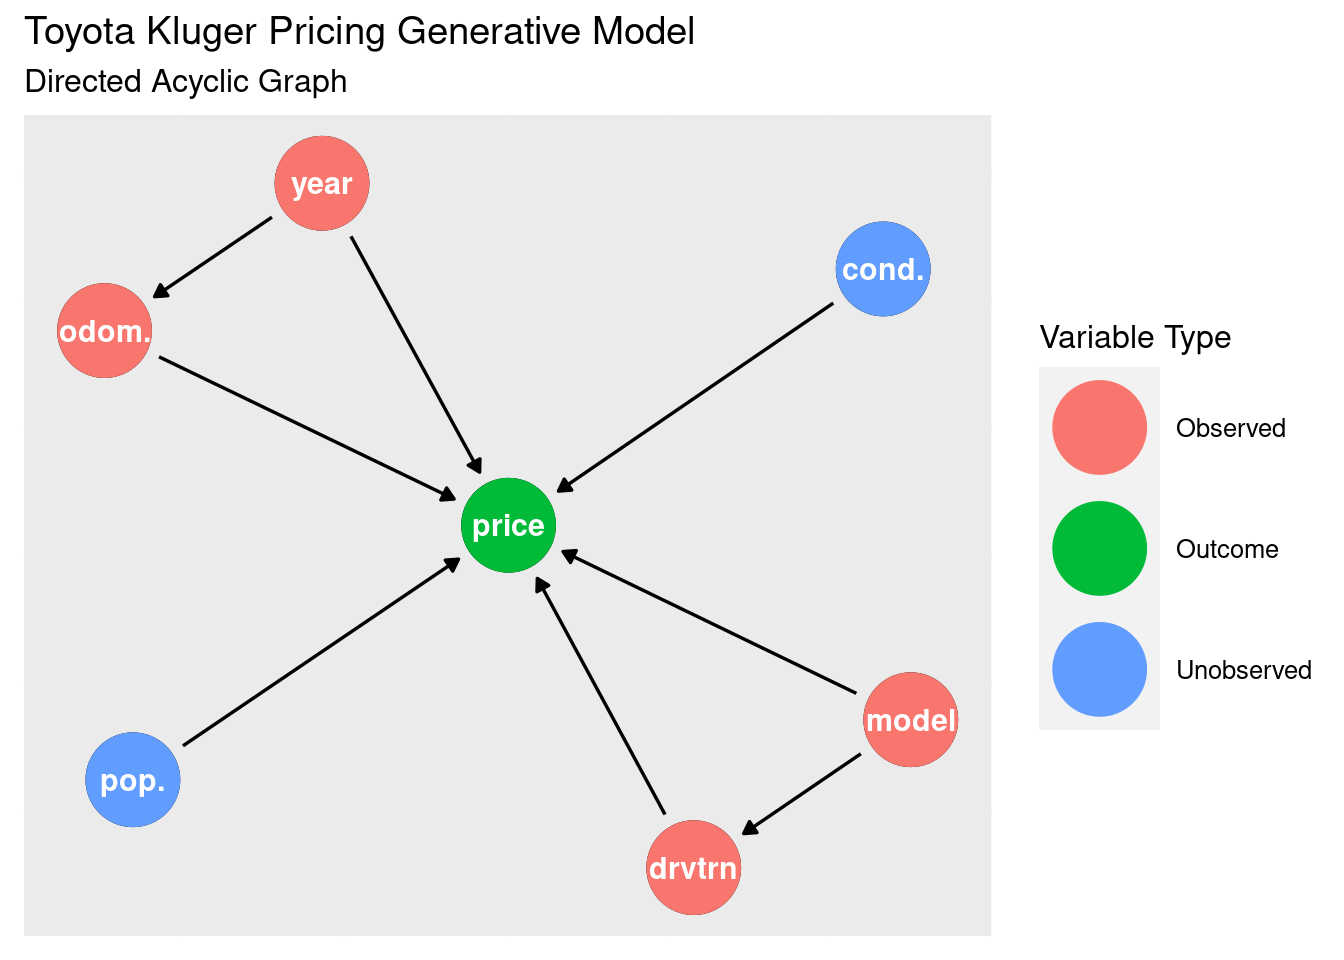 Toyota Kluger Pricing Generative Model
Directed Acyclic Graph
year
cond.
odom.
price
model
pop.
drvtrn
Variable Type
Observed
Outcome
Unobserved